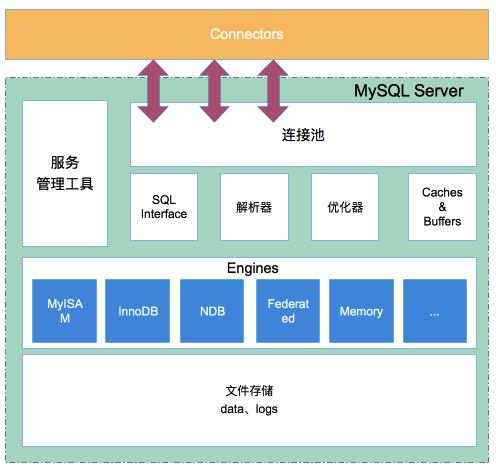 Connectors
MySQL Server
连接池
服务
管理工具
SQL
Interface
解析器
优化器
Caches
&
Buffers
Engines
MyISA
M
InnoDB
NDB
Federat
ed
Memory
...
文件存储
data、logs